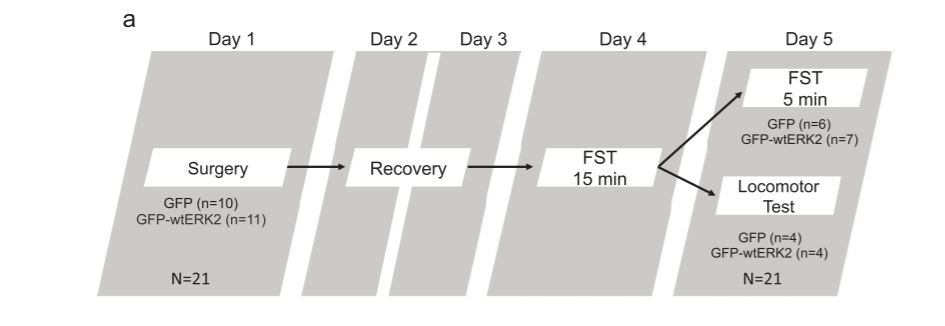 a
Day 1
Day 2
Day 3
Day 4
Day 5
Surgery
GFP (n=10)
GFP-wtERK2 (n=11)
N=21
Recovery
FST
15 min
FST
5 min
GFP (n=6)
GFP-wtERK2 (n=7)
Locomotor
Test
GFP (n=4)
GFP-wtERK2 (n=4)
N=21